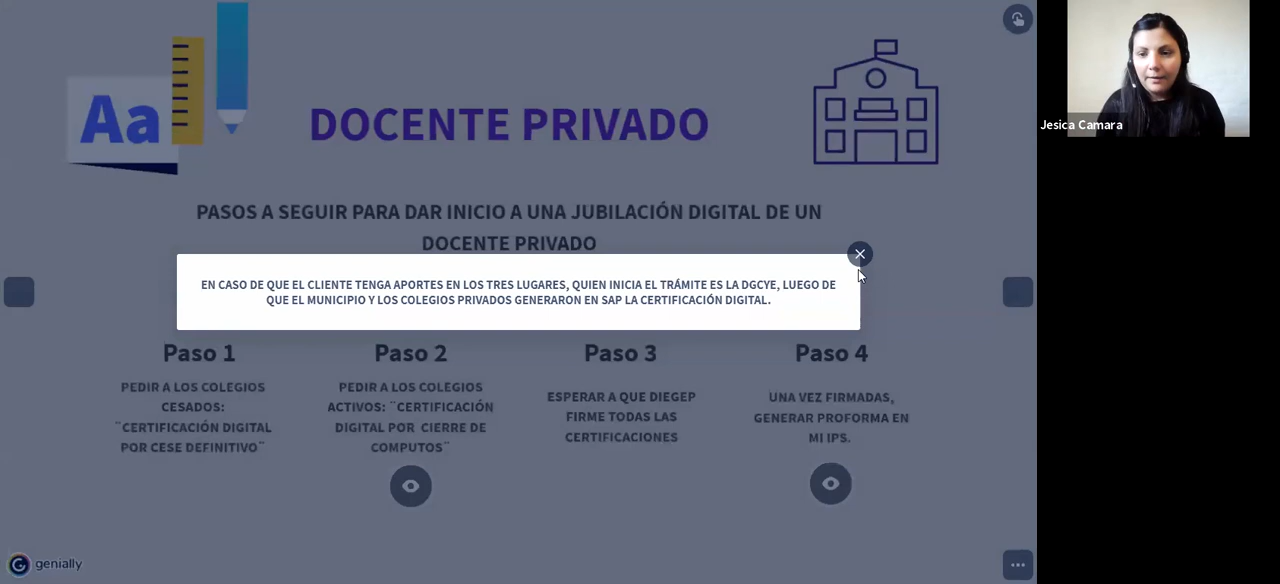 Aa
DOCENTE PRIVADO
Jesica Camara
PASOS A SEGUIR PARA DAR INICIO A UNA JUBILACIÓN DIGITAL DE UN
DOCENTE PRIVADO
EN CASO DE QUE EL CLIENTE TENGA APORTES EN LOS TRES LUGARES, QUIEN INICIA EL TRÁMITE ES LA DGCYE, LUEGO DE
QUE EL MUNICIPIO Y LOS COLEGIOS PRIVADOS GENERARON EN SAP LA CERTIFICACIÓN DIGITAL.
Paso 1
PEDIR A LOS COLEGIOS
CESADOS:
¨CERTIFICACIÓN DIGITAL
POR CESE DEFINITIVO¨
Paso 2
PEDIR A LOS COLEGIOS
ACTIVOS: ¨CERTIFICACIÓN
DIGITAL POR CIERRE DE
COMPUTOS¨
Paso 3
ESPERAR A QUE DIEGEP
FIRME TODAS LAS
CERTIFICACIONES
Paso 4
UNA VEZ FIRMADAS,
GENERAR PROFORMA EN
MI IPS.
genially